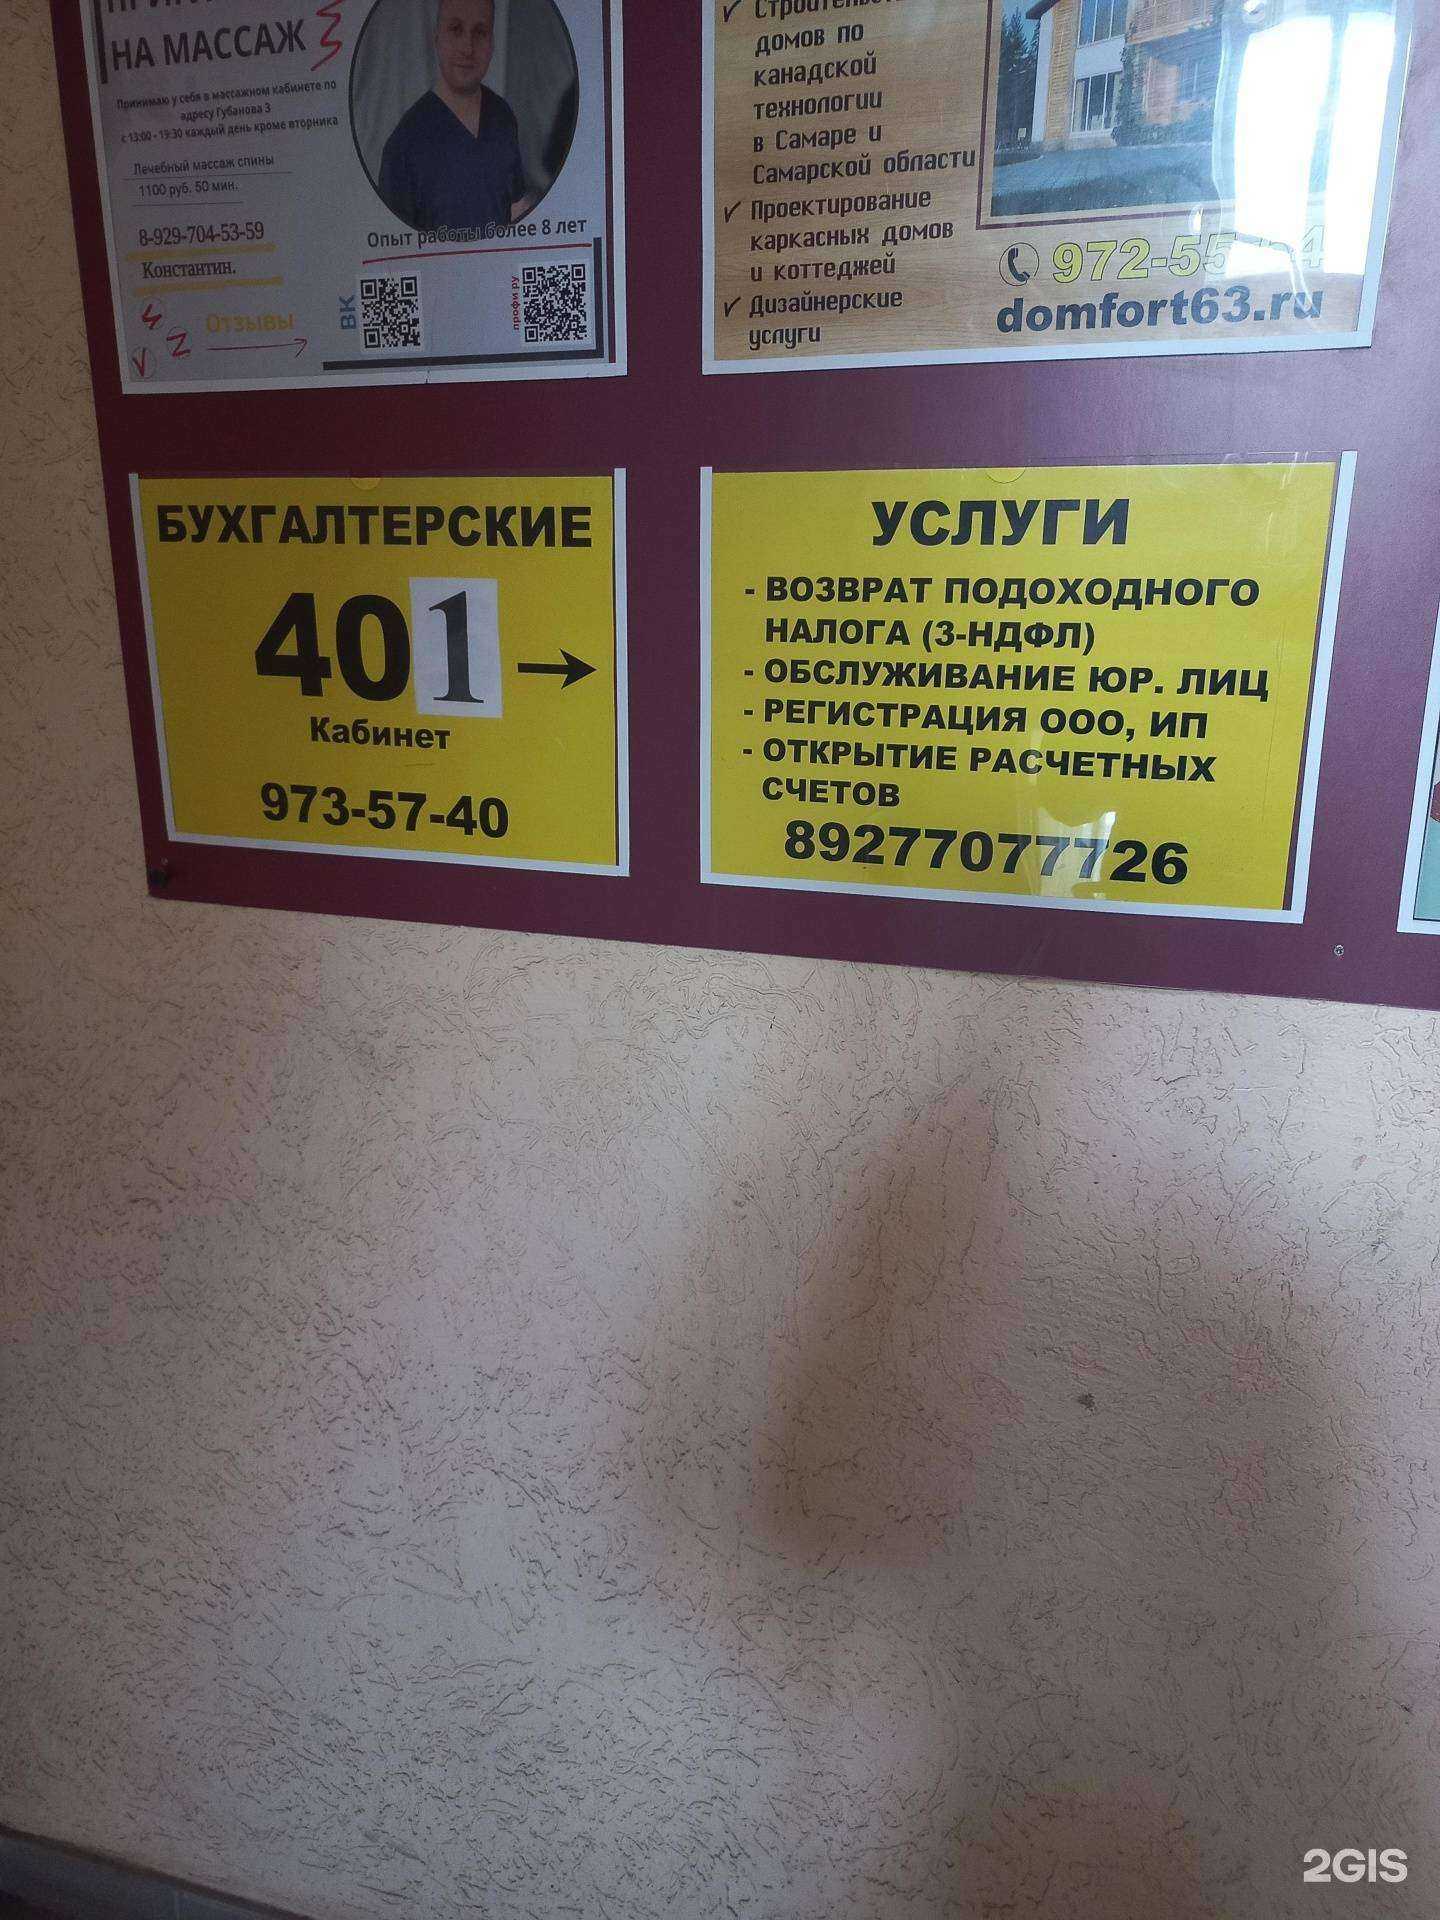 НА МАССАЖ
Принимаю у себя в массажном кабинете по
адресу Губанова 3
с 13:00 - 19:30 каждый день кроме вторника
Лечебный массаж спины
1100 руб. 50 мин.
8-929-704-53-59
Константин.
Отзывы
Опыт работы более 8 лет
ВК
профи ру
домов по
канадской
технологии
в Самаре и
Самарской области
✓ Проектирование
каркасных домов
и коттеджей
✓ Дизайнерские
услуги
domfort63.ru
БУХГАЛТЕРСКИЕ
401 →
Кабинет
973-57-40
УСЛУГИ
- ВОЗВРАТ ПОДОХОДНОГО
НАЛОГА (3-НДФЛ)
- ОБСЛУЖИВАНИЕ ЮР. ЛИЦ
- РЕГИСТРАЦИЯ ООО, ИП
- ОТКРЫТИЕ РАСЧЕТНЫХ
СЧЕТОВ
89277077726
2GIS